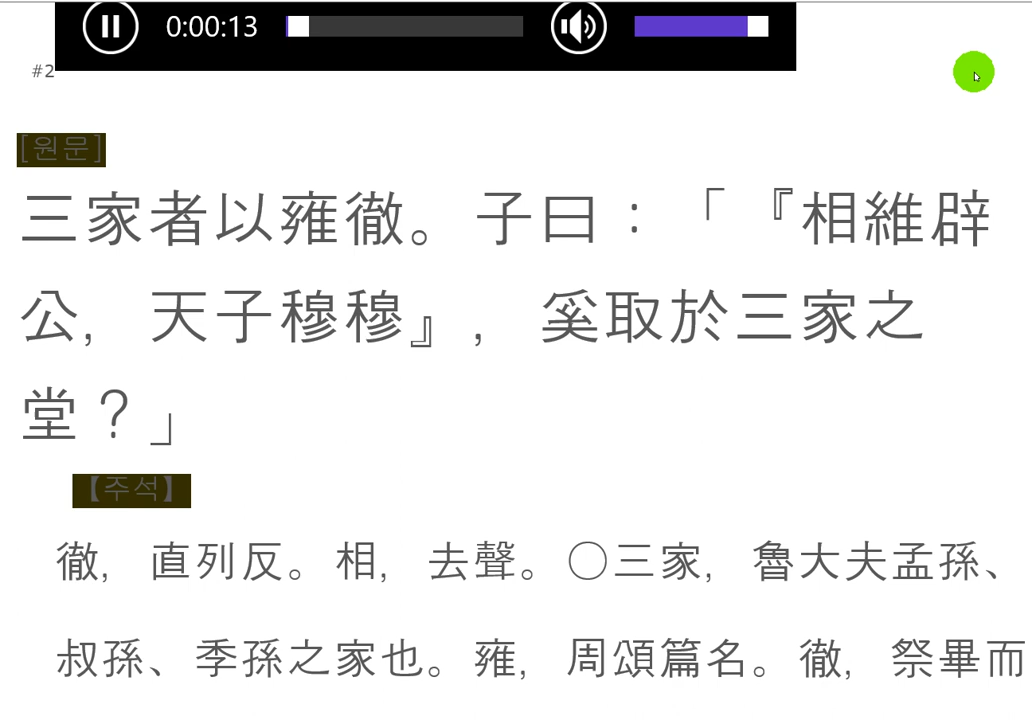 0:00:13
#2
[원문]
三家者以雍徹。子曰：「『相維辟
公, 天子穆穆』, 奚取於三家之
堂？」
【주석】
徹, 直列反。相, 去聲。○三家, 魯大夫孟孫、
叔孫、季孫之家也。雍, 周頌篇名。徹, 祭畢而